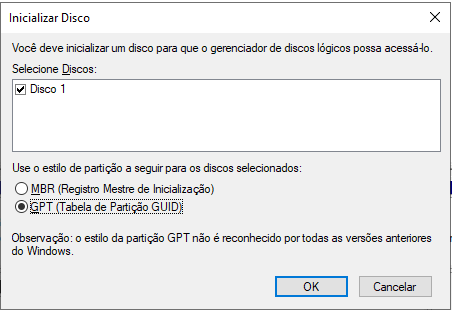 Inicializar Disco
Você deve inicializar um disco para que o gerenciador de discos lógicos possa acessá-lo.
Selecione Discos:
Disco 1
Use o estilo de partição a seguir para os discos selecionados:
MBR (Registro Mestre de Inicialização)
GPT (Tabela de Partição GUID)
Observação: o estilo da partição GPT não é reconhecido por todas as versões anteriores
do Windows.
OK
Cancelar